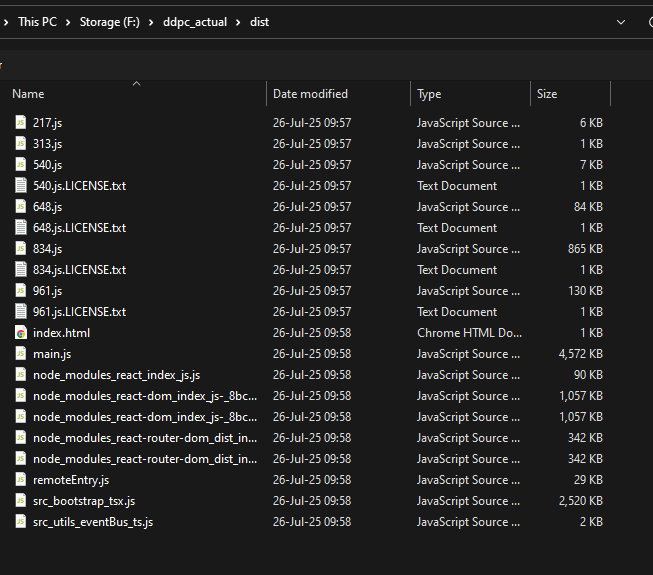 This PC > Storage (F:) > ddpc_actual > dist
Name Date modified Type Size
217.js 26-Jul-25 09:57 JavaScript Source ... 6 KB
313.js 26-Jul-25 09:57 JavaScript Source ... 1 KB
540.js 26-Jul-25 09:57 JavaScript Source ... 7 KB
540.js.LICENSE.txt 26-Jul-25 09:57 Text Document 1 KB
648.js 26-Jul-25 09:57 JavaScript Source ... 84 KB
648.js.LICENSE.txt 26-Jul-25 09:57 Text Document 1 KB
834.js 26-Jul-25 09:57 JavaScript Source ... 865 KB
834.js.LICENSE.txt 26-Jul-25 09:57 Text Document 1 KB
961.js 26-Jul-25 09:57 JavaScript Source ... 130 KB
961.js.LICENSE.txt 26-Jul-25 09:57 Text Document 1 KB
index.html 26-Jul-25 09:58 Chrome HTML Do... 1 KB
main.js 26-Jul-25 09:58 JavaScript Source ... 4,572 KB
node_modules_react_index_js.js 26-Jul-25 09:58 JavaScript Source ... 90 KB
node_modules_react-dom_index_js-_8bc... 26-Jul-25 09:58 JavaScript Source ... 1,057 KB
node_modules_react-dom_index_js-_8bc... 26-Jul-25 09:58 JavaScript Source ... 1,057 KB
node_modules_react-router-dom_dist_in... 26-Jul-25 09:58 JavaScript Source ... 342 KB
node_modules_react-router-dom_dist_in... 26-Jul-25 09:58 JavaScript Source ... 342 KB
remoteEntry.js 26-Jul-25 09:58 JavaScript Source ... 29 KB
src_bootstrap_tsx.js 26-Jul-25 09:58 JavaScript Source ... 2,520 KB
src_utils_eventBus_ts.js 26-Jul-25 09:58 JavaScript Source ... 2 KB